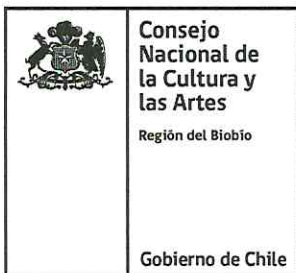 Consejo
Nacional de
la Cultura y
las Artes
Región del Biobío
Gobierno de Chile